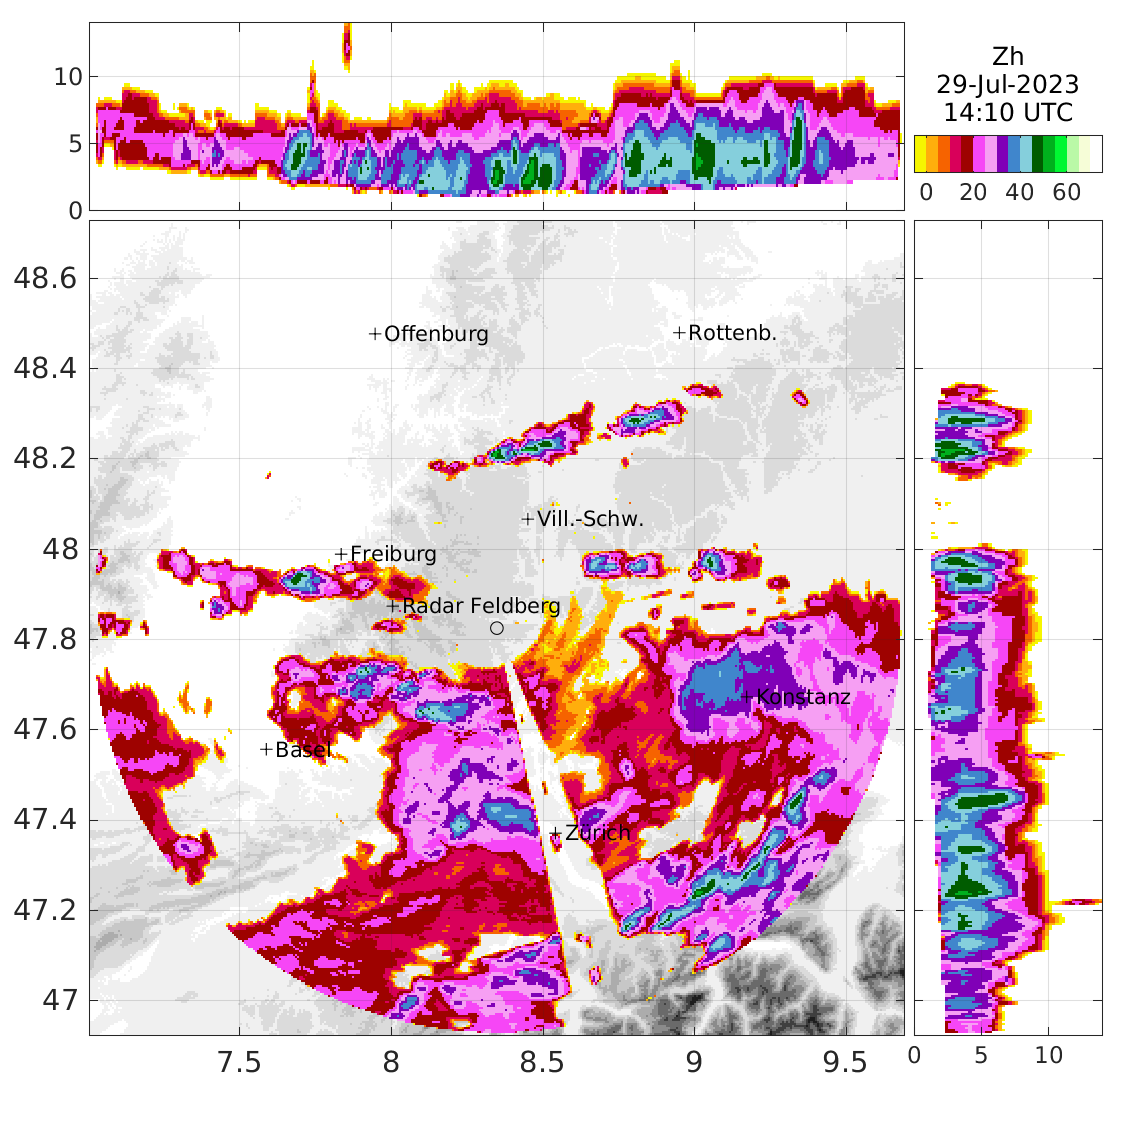 10
5
0
Zh
29-Jul-2023
14:10 UTC
0 20 40 60
48.6
48.4
48.2
48
47.8
47.6
47.4
47.2
47
+Offenburg
+Rottenb.
+Vill.-Schw.
+Freiburg
+Radar Feldberg
+Konstanz
+Basel
+Zürich
7.5 8 8.5 9 9.5
0 5 10